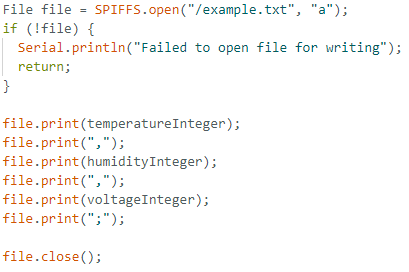 File file = SPIFFS.open("/example.txt", "a");
if (!file) {
  Serial.println("Failed to open file for writing");
  return;
}

file.print(temperatureInteger);
file.print(",");
file.print(humidityInteger);
file.print(",");
file.print(voltageInteger);
file.print(";");

file.close();